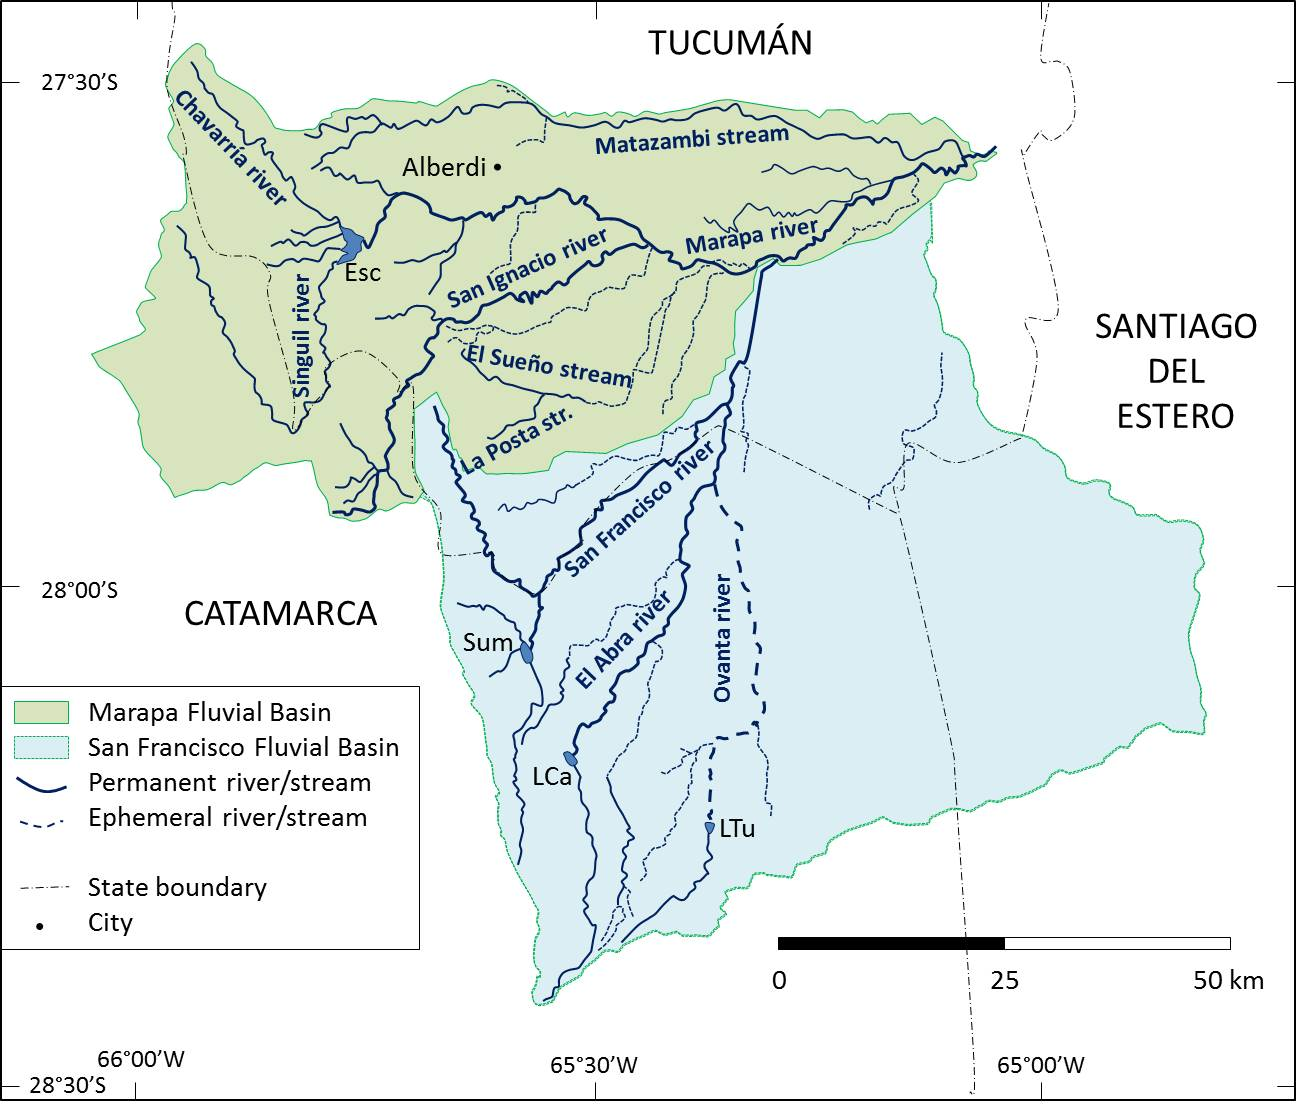 TUCUMÁN
27°30'S
Chavarría river
Matazambi stream
Alberdi
San Ignacio river
Marapa river
Esc
Singuil river
SANTIAGO
DEL
ESTERO
El Sueño stream
La Posta str.
San Francisco river
28°00'S
CATAMARCA
Ovanta river
El Abra river
Sum
LCa
LTu
Marapa Fluvial Basin
San Francisco Fluvial Basin
Permanent river/stream
Ephemeral river/stream
State boundary
City
0 25 50 km
66°00'W
65°30'W
65°00'W
28°30'S